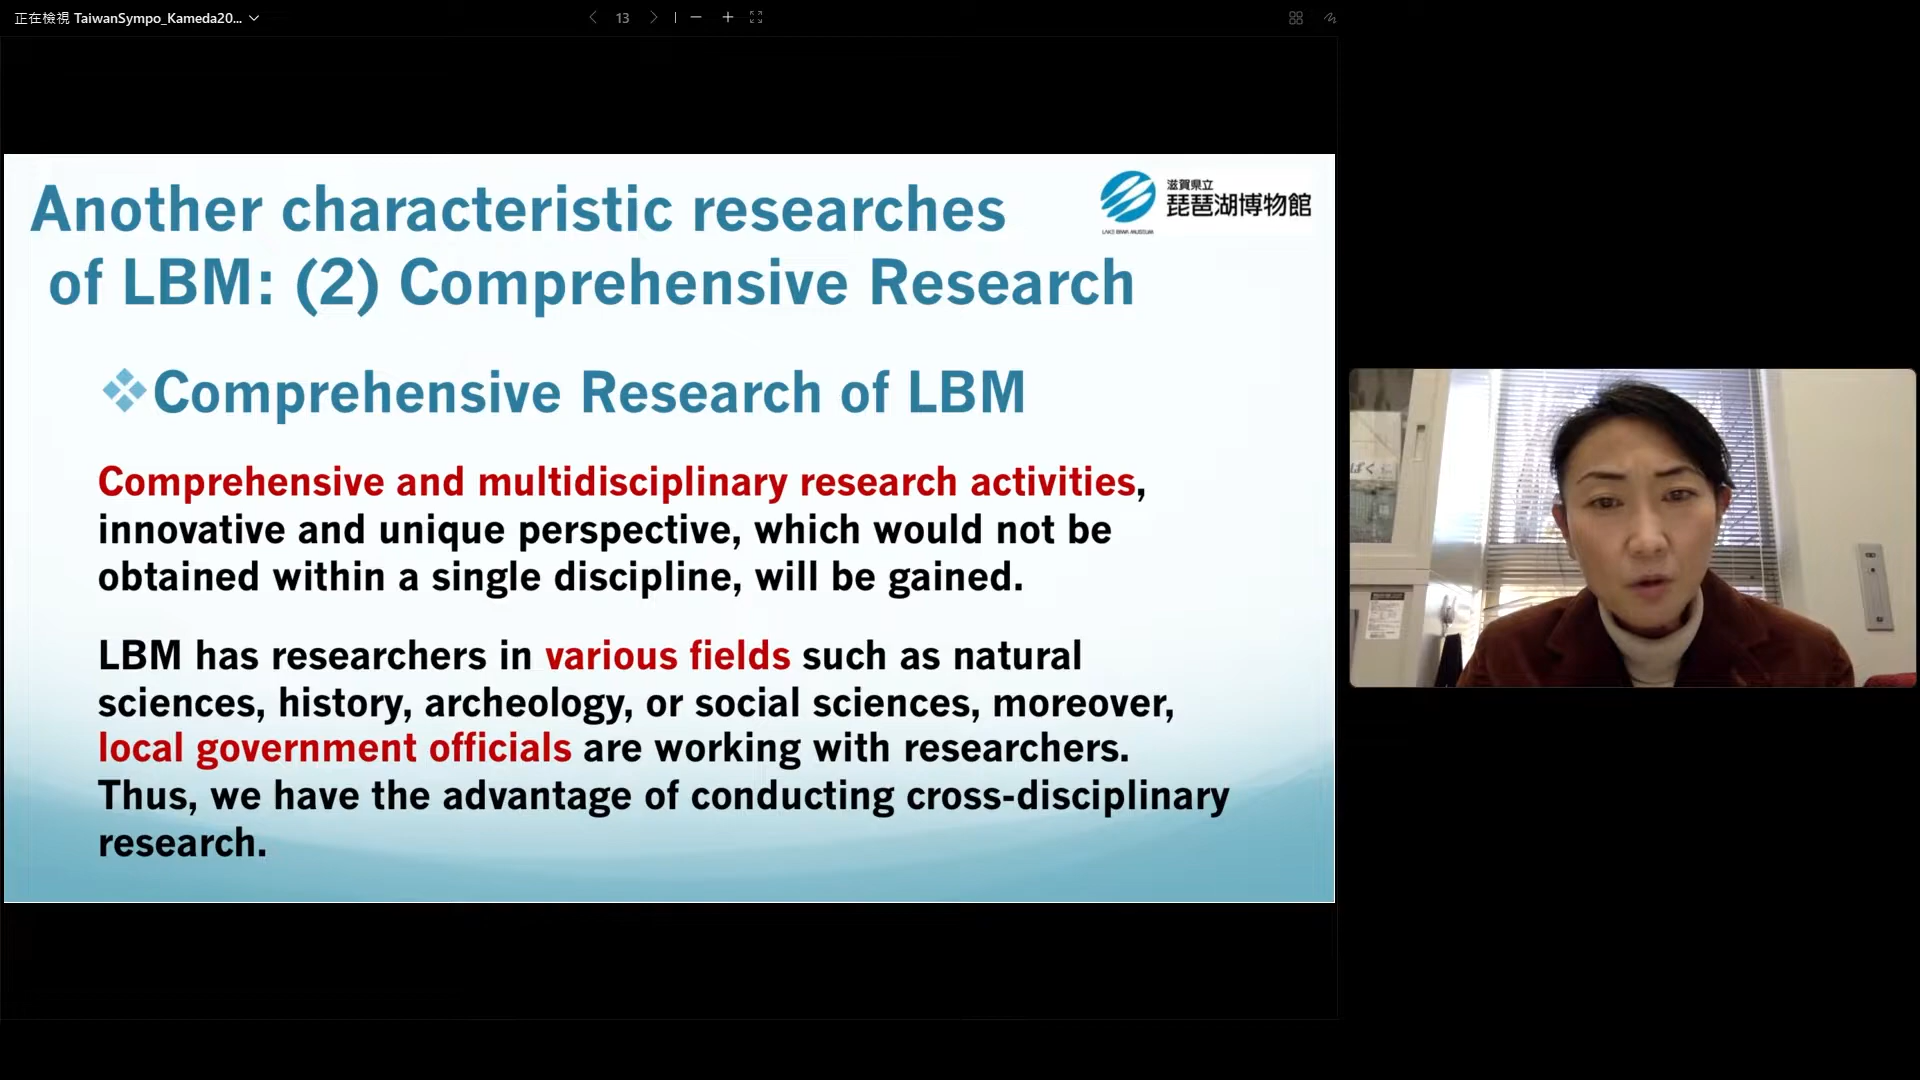 正在檢視 TaiwanSympo_Kameda20...
13
Another characteristic researches
of LBM: (2) Comprehensive Research
滋賀県立
琵琶湖博物館
LAKE BIWA MUSEUM
Comprehensive Research of LBM
Comprehensive and multidisciplinary research activities,
innovative and unique perspective, which would not be
obtained within a single discipline, will be gained.
LBM has researchers in various fields such as natural
sciences, history, archeology, or social sciences, moreover,
local government officials are working with researchers.
Thus, we have the advantage of conducting cross-disciplinary
research.